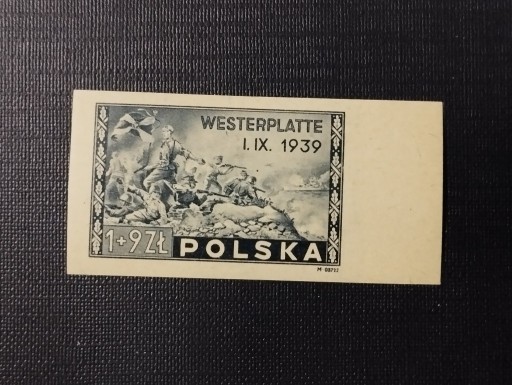 WESTERPLATTE
I. IX. 1939
1+9 ZŁ POLSKA